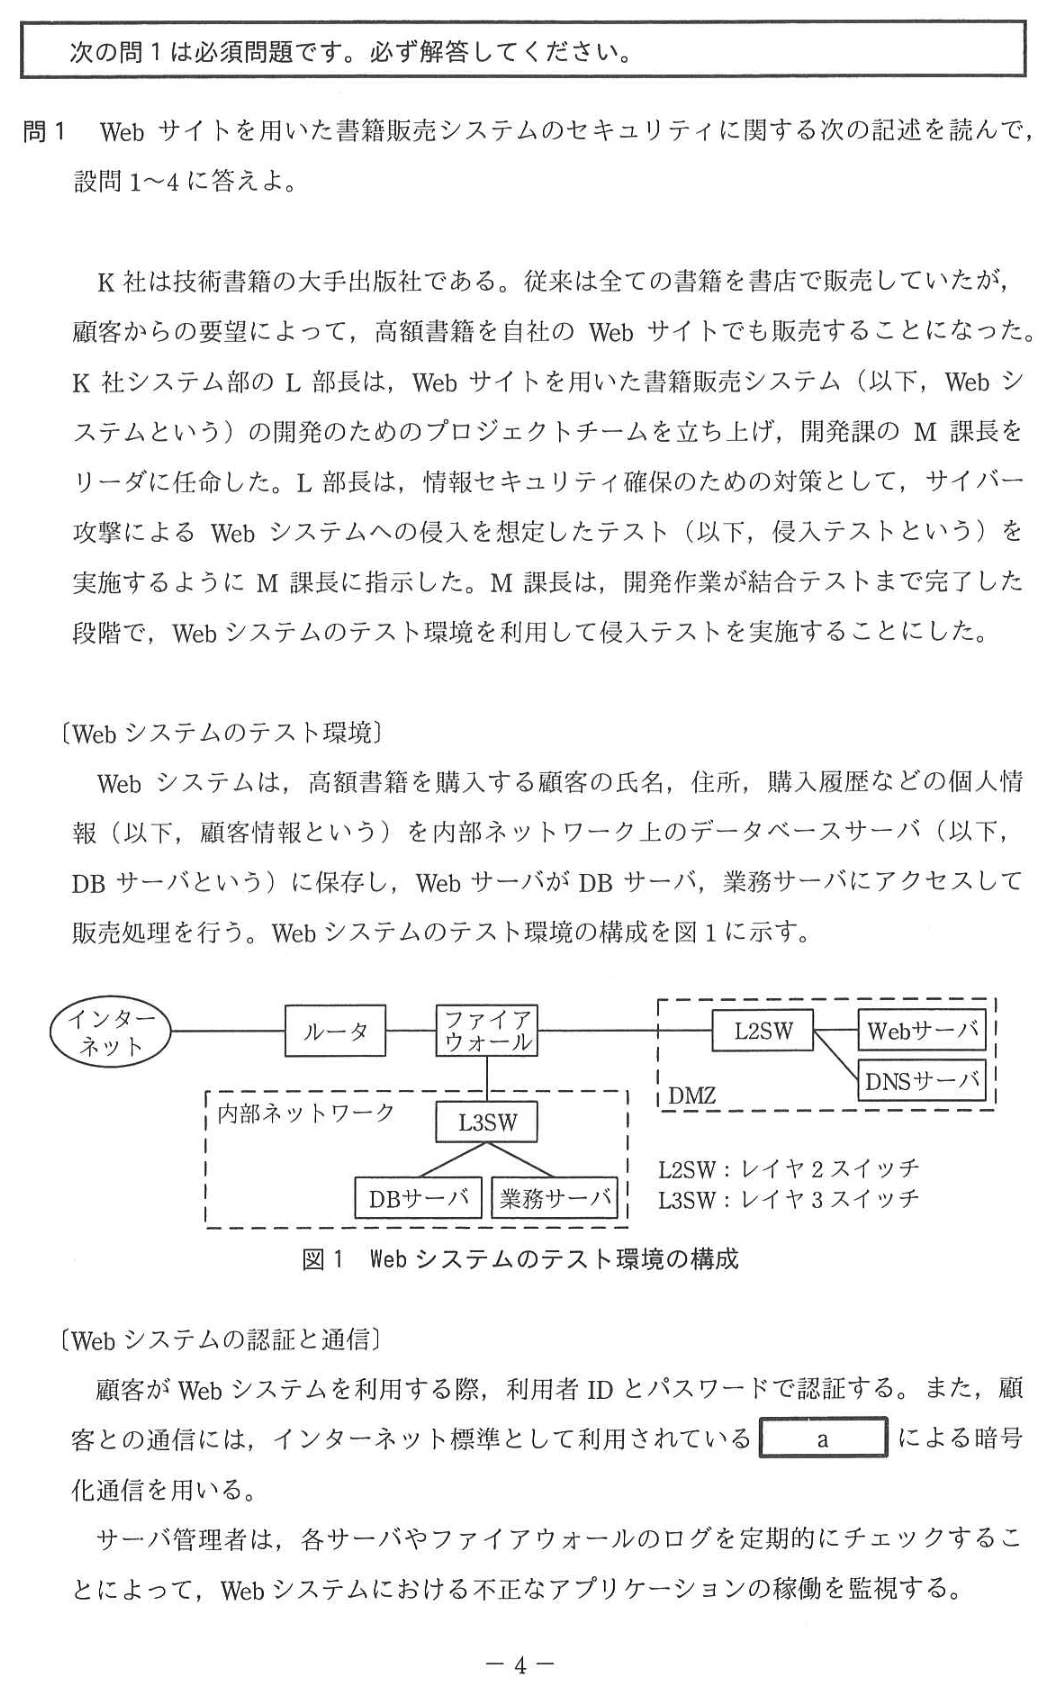 次の問1は必須問題です。必ず解答してください。
問1 Web サイトを用いた書籍販売システムのセキュリティに関する次の記述を読んで，
設問1～4に答えよ。
K 社は技術書籍の大手出版社である。従来は全ての書籍を書店で販売していたが，
顧客からの要望によって，高額書籍を自社の Web サイトでも販売することになった。
K 社システム部の L 部長は，Web サイトを用いた書籍販売システム（以下，Web シ
ステムという）の開発のためのプロジェクトチームを立ち上げ，開発課の M 課長を
リーダに任命した。L 部長は，情報セキュリティ確保のための対策として，サイバー
攻撃による Web システムへの侵入を想定したテスト（以下，侵入テストという）を
実施するように M 課長に指示した。M 課長は，開発作業が結合テストまで完了した
段階で，Web システムのテスト環境を利用して侵入テストを実施することにした。
〔Web システムのテスト環境〕
Web システムは，高額書籍を購入する顧客の氏名，住所，購入履歴などの個人情
報（以下，顧客情報という）を内部ネットワーク上のデータベースサーバ（以下，
DB サーバという）に保存し，Web サーバが DB サーバ，業務サーバにアクセスして
販売処理を行う。Web システムのテスト環境の構成を図1に示す。
インター
ネット
ルータ
ファイア
ウォール
L2SW
Webサーバ
DNSサーバ
DMZ
内部ネットワーク
L3SW
DBサーバ
業務サーバ
L2SW：レイヤ2スイッチ
L3SW：レイヤ3スイッチ
図1 Web システムのテスト環境の構成
〔Web システムの認証と通信〕
顧客が Web システムを利用する際，利用者 ID とパスワードで認証する。また，顧
客との通信には，インターネット標準として利用されている a による暗号
化通信を用いる。
サーバ管理者は，各サーバやファイアウォールのログを定期的にチェックするこ
とによって，Web システムにおける不正なアプリケーションの稼働を監視する。
－ 4 －